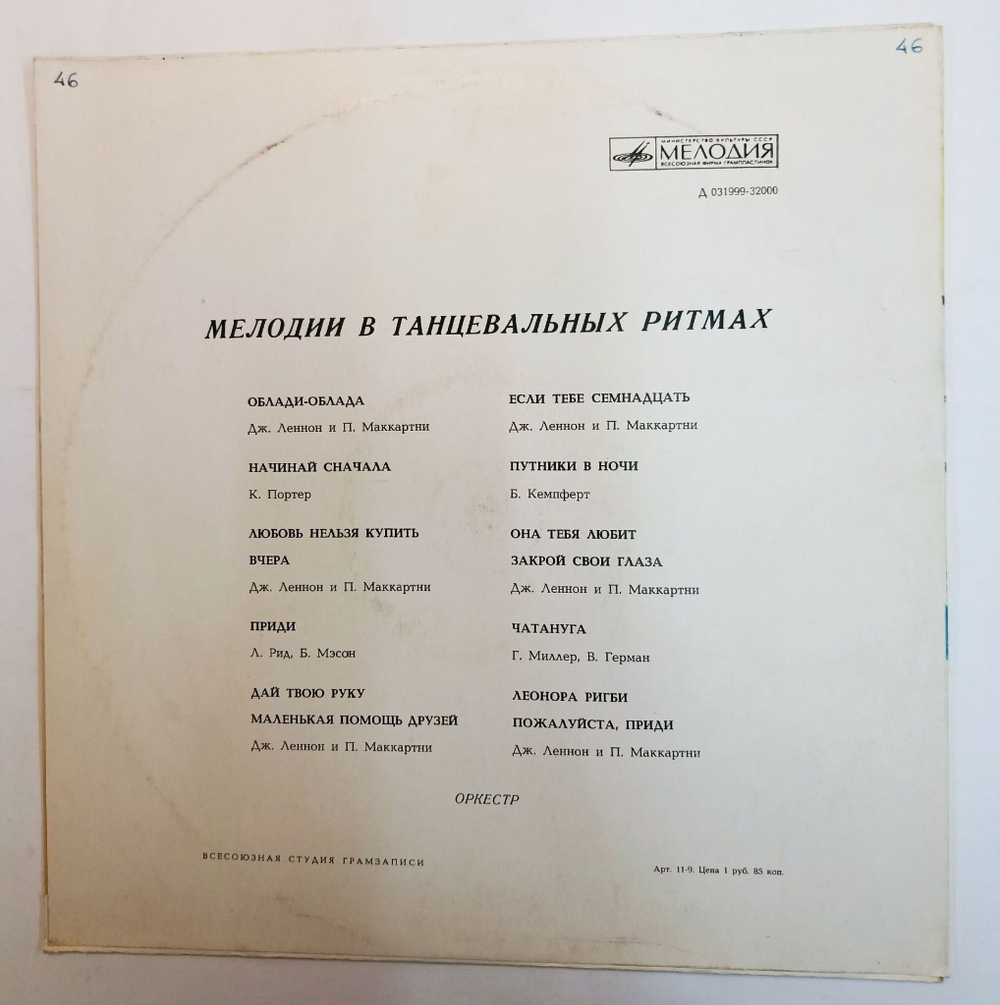 46
46
МИНИСТЕРСТВО КУЛЬТУРЫ СССР
МЕЛОДИЯ
ВСЕСОЮЗНАЯ ФИРМА ГРАМПЛАСТИНОК
Д 031999-32000
МЕЛОДИИ В ТАНЦЕВАЛЬНЫХ РИТМАХ
ОБЛАДИ-ОБЛАДА
Дж. Леннон и П. Маккартни
НАЧИНАЙ СНАЧАЛА
К. Портер
ЛЮБОВЬ НЕЛЬЗЯ КУПИТЬ
ВЧЕРА
Дж. Леннон и П. Маккартни
ПРИДИ
Л. Рид, Б. Мэсон
ДАЙ ТВОЮ РУКУ
МАЛЕНЬКАЯ ПОМОЩЬ ДРУЗЕЙ
Дж. Леннон и П. Маккартни
ЕСЛИ ТЕБЕ СЕМНАДЦАТЬ
Дж. Леннон и П. Маккартни
ПУТНИКИ В НОЧИ
Б. Кемпферт
ОНА ТЕБЯ ЛЮБИТ
ЗАКРОЙ СВОИ ГЛАЗА
Дж. Леннон и П. Маккартни
ЧАТАНУГА
Г. Миллер, В. Герман
ЛЕОНОРА РИГБИ
ПОЖАЛУЙСТА, ПРИДИ
Дж. Леннон и П. Маккартни
ОРКЕСТР
ВСЕСОЮЗНАЯ СТУДИЯ ГРАМЗАПИСИ
Арт. 11-9. Цена 1 руб. 85 коп.